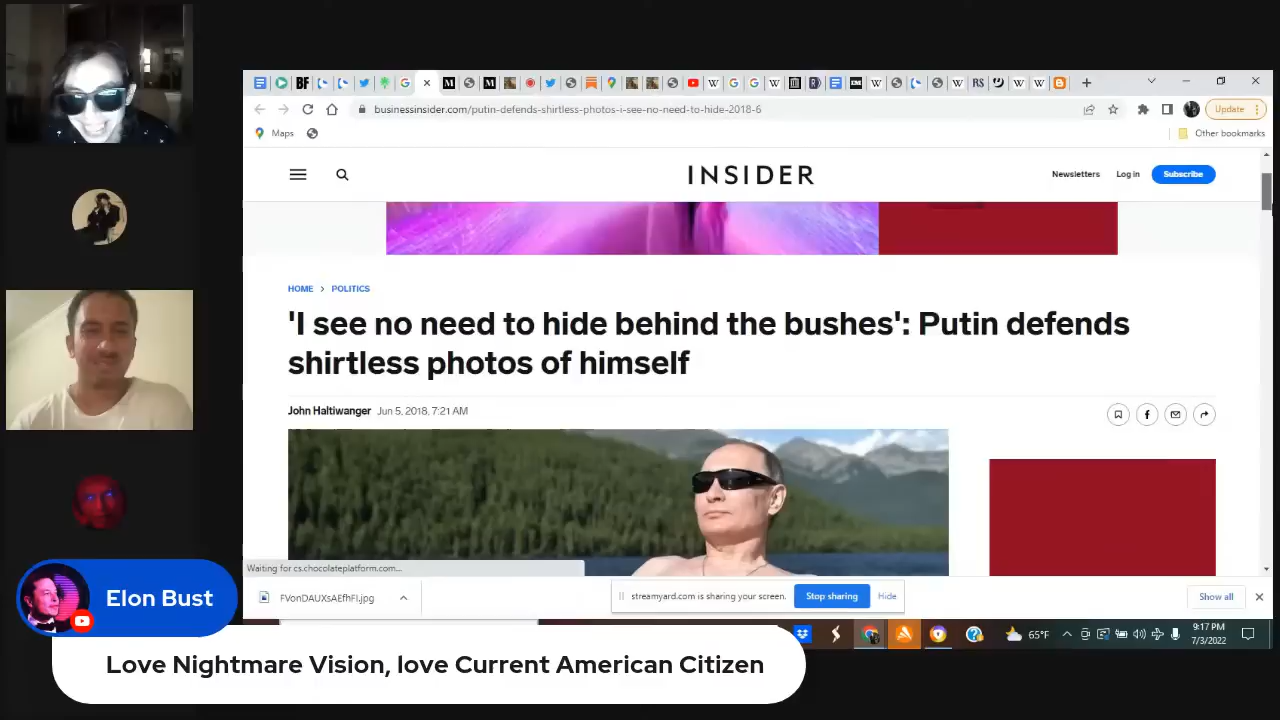 BF
M
M
G
W
G
G
W
W
RS
W
W
businessinsider.com/putin-defends-shirtless-photos-i-see-no-need-to-hide-2018-6
Update
Maps
Other bookmarks
INSIDER
Newsletters
Log in
Subscribe
HOME > POLITICS
'I see no need to hide behind the bushes': Putin defends
shirtless photos of himself
John Haltiwanger Jun 5, 2018, 7:21 AM
Waiting for cs.chocolateplatform.com...
FVonDAUXsAEfhFI.jpg
streamyard.com is sharing your screen.
Stop sharing
Hide
Show all
65°F
9:17 PM
7/3/2022
Elon Bust
Love Nightmare Vision, love Current American Citizen